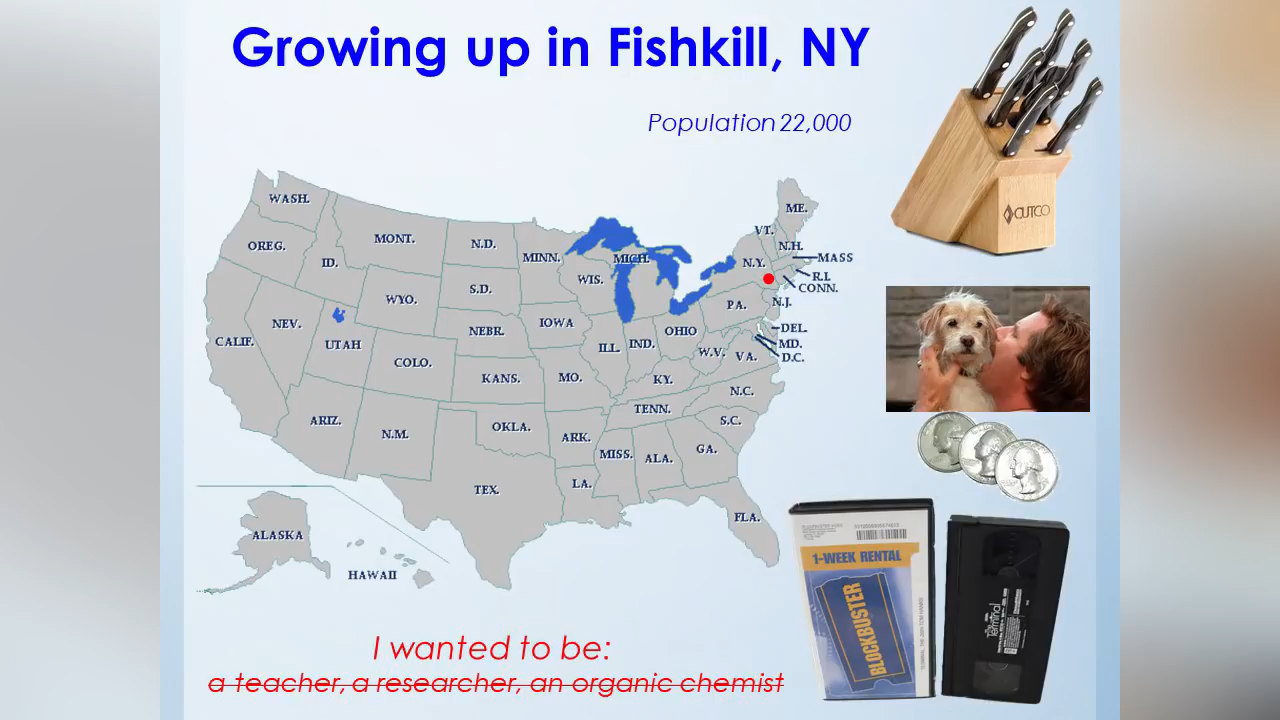 Growing up in Fishkill, NY
Population 22,000
CUTCO
WASH.
OREG.
CALIF.
NEV.
ID.
MONT.
WYO.
UTAH
ARIZ.
COLO.
N.M.
N.D.
S.D.
NEBR.
KANS.
OKLA.
TEX.
MINN.
IOWA
MO.
ARK.
LA.
WIS.
ILL.
MICH.
IND.
OHIO
KY.
TENN.
MISS.
ALA.
GA.
FLA.
S.C.
N.C.
VA.
W.V.
PA.
N.Y.
VT.
N.H.
ME.
MASS
R.I.
CONN.
N.J.
DEL.
MD.
D.C.
ALASKA
HAWAII
1-WEEK RENTAL
BLOCKBUSTER
Terminal
I wanted to be:
a teacher, a researcher, an organic chemist